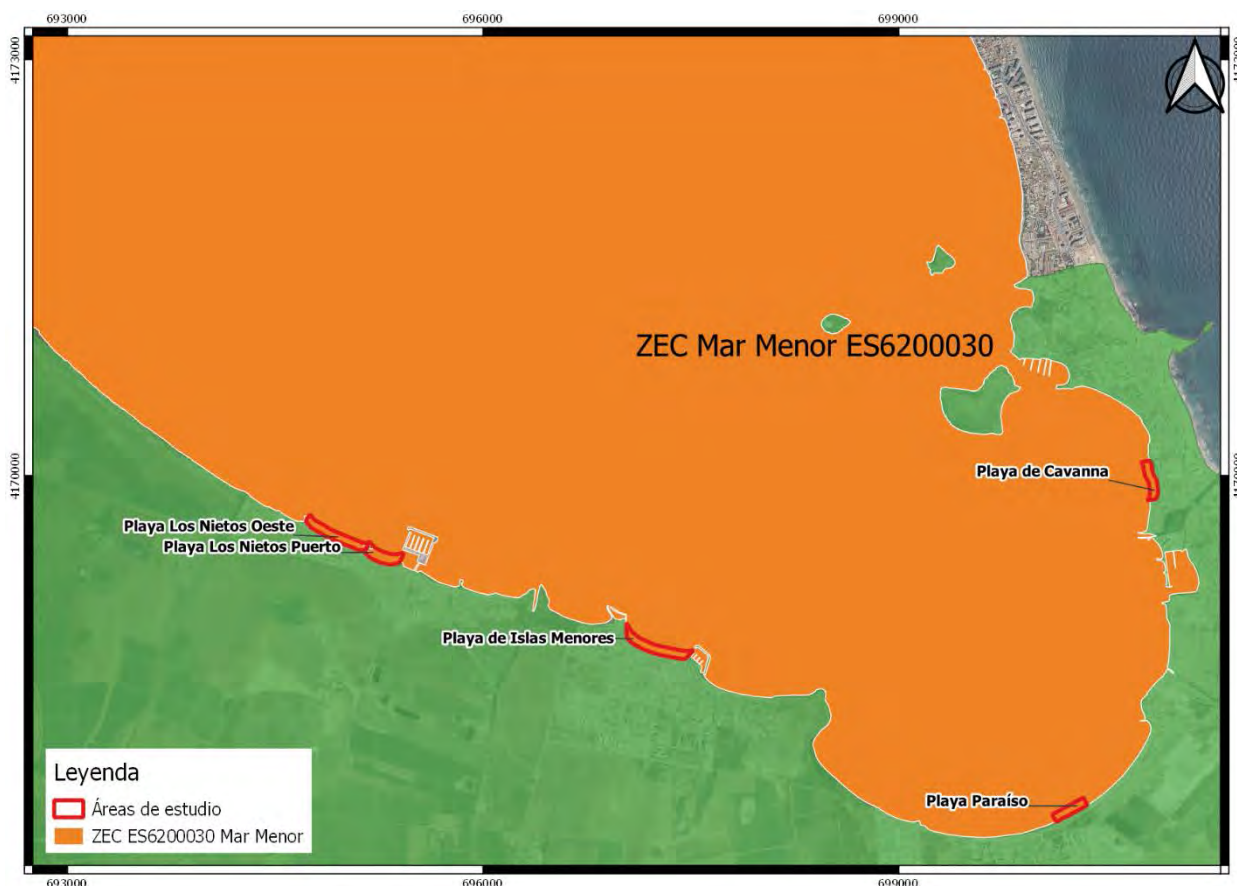 693000
696000
699000
4173000
4173000
ZEC Mar Menor ES6200030
4170000
4170000
Playa de Cavanna
Playa Los Nietos Oeste
Playa Los Nietos Puerto
Playa de Islas Menores
Playa Paraíso
Leyenda
Áreas de estudio
ZEC ES6200030 Mar Menor
693000
696000
699000